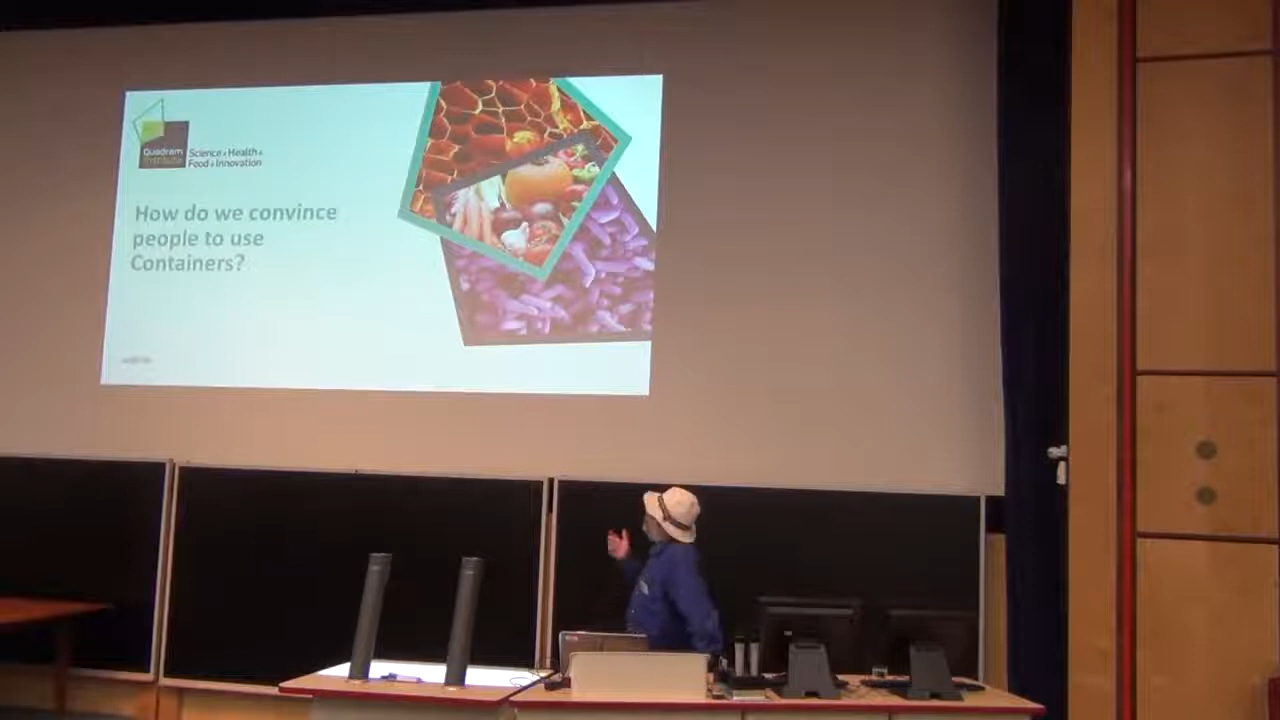 Quadram
Institute
Science • Health •
Food • Innovation
How do we convince
people to use
Containers?